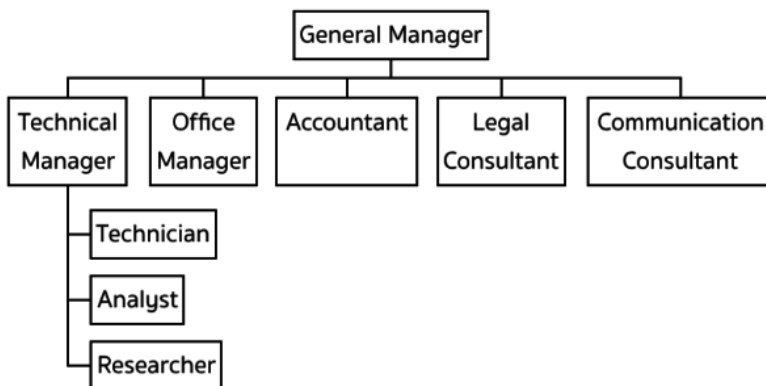 General Manager
Technical
Manager
Office
Manager
Accountant
Legal
Consultant
Communication
Consultant
Technician
Analyst
Researcher